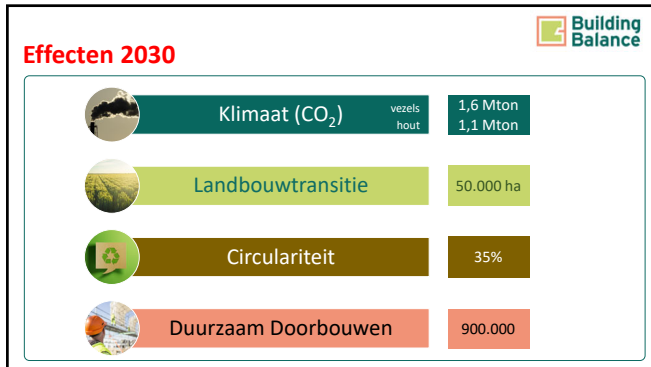 Building
Balance
Effecten 2030
Klimaat (CO₂)
vezels
hout
1,6 Mton
1,1 Mton
Landbouwtransitie
50.000 ha
Circulariteit
35%
Duurzaam Doorbouwen
900.000